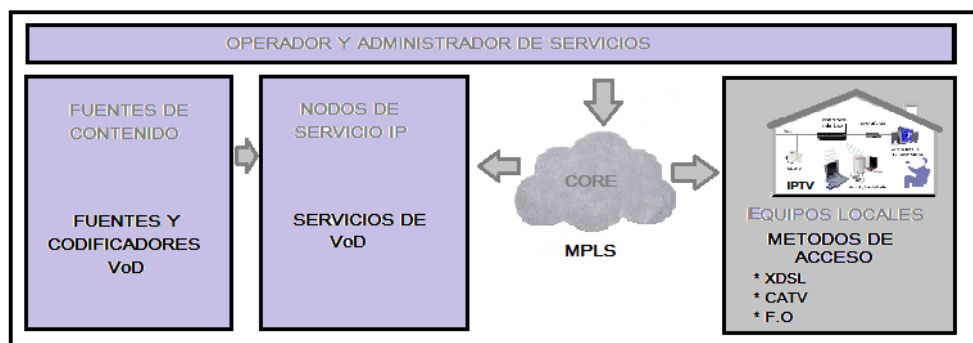 OPERADOR Y ADMINISTRADOR DE SERVICIOS
FUENTES DE
CONTENIDO
FUENTES Y
CODIFICADORES
VoD
NODOS DE
SERVICIO IP
SERVICIOS DE
VoD
CORE
MPLS
IPTV
EQUIPOS LOCALES
METODOS DE
ACCESO
* XDSL
* CATV
* F.O